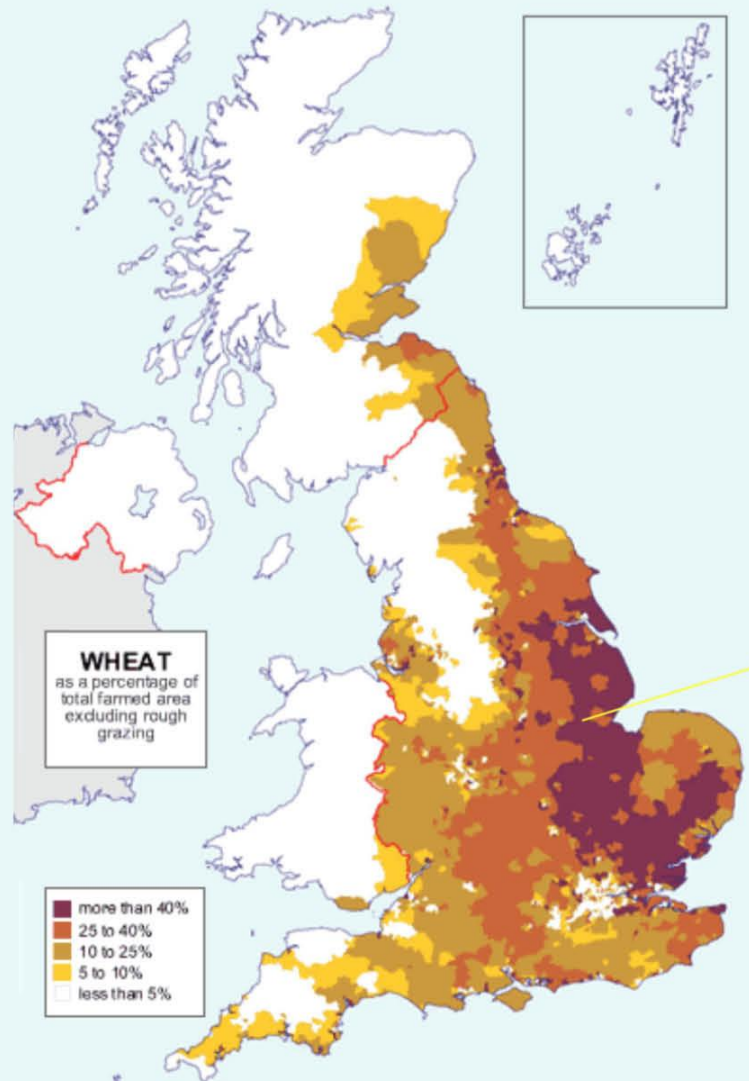 WHEAT
as a percentage of
total farmed area
excluding rough
grazing
more than 40%
25 to 40%
10 to 25%
5 to 10%
less than 5%